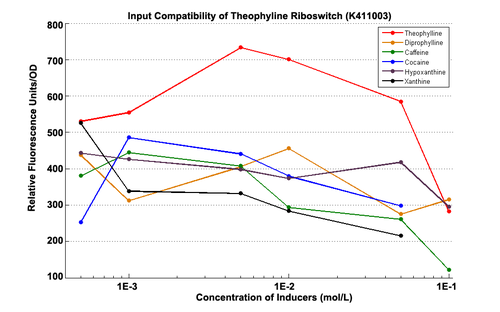 Input Compatibility of Theophyline Riboswitch (K411003)
Relative Fluorescence Units/OD
800
700
600
500
400
300
200
100
Theophylline
Diprophylline
Caffeine
Cocaine
Hypoxanthine
Xanthine
1E-3
1E-2
1E-1
Concentration of Inducers (mol/L)